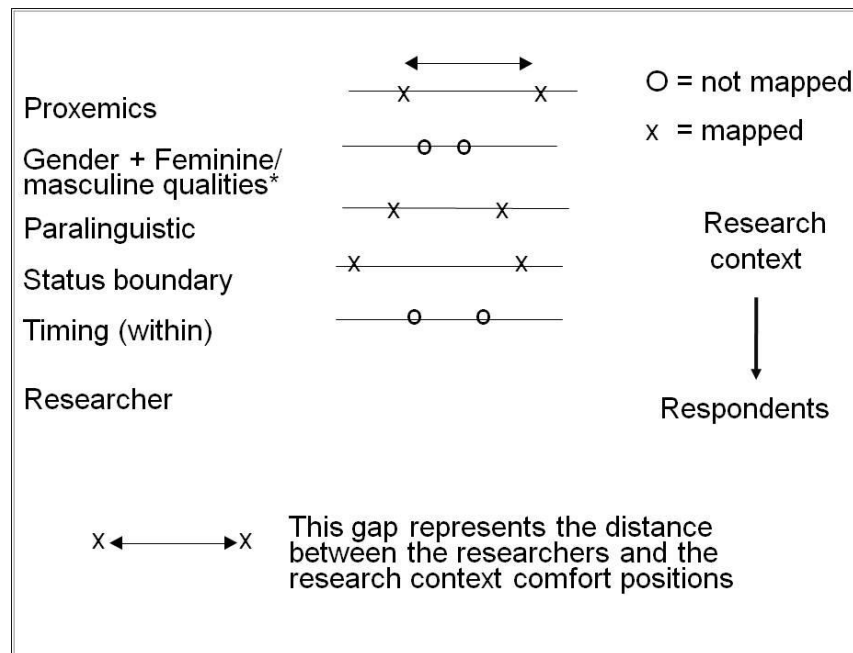 Proxemics
x x
Gender + Feminine/
masculine qualities*
o o
Paralinguistic
x x
Status boundary
x x
Timing (within)
o o
Researcher
O = not mapped
x = mapped
Research
context
Respondents
x x
This gap represents the distance
between the researchers and the
research context comfort positions